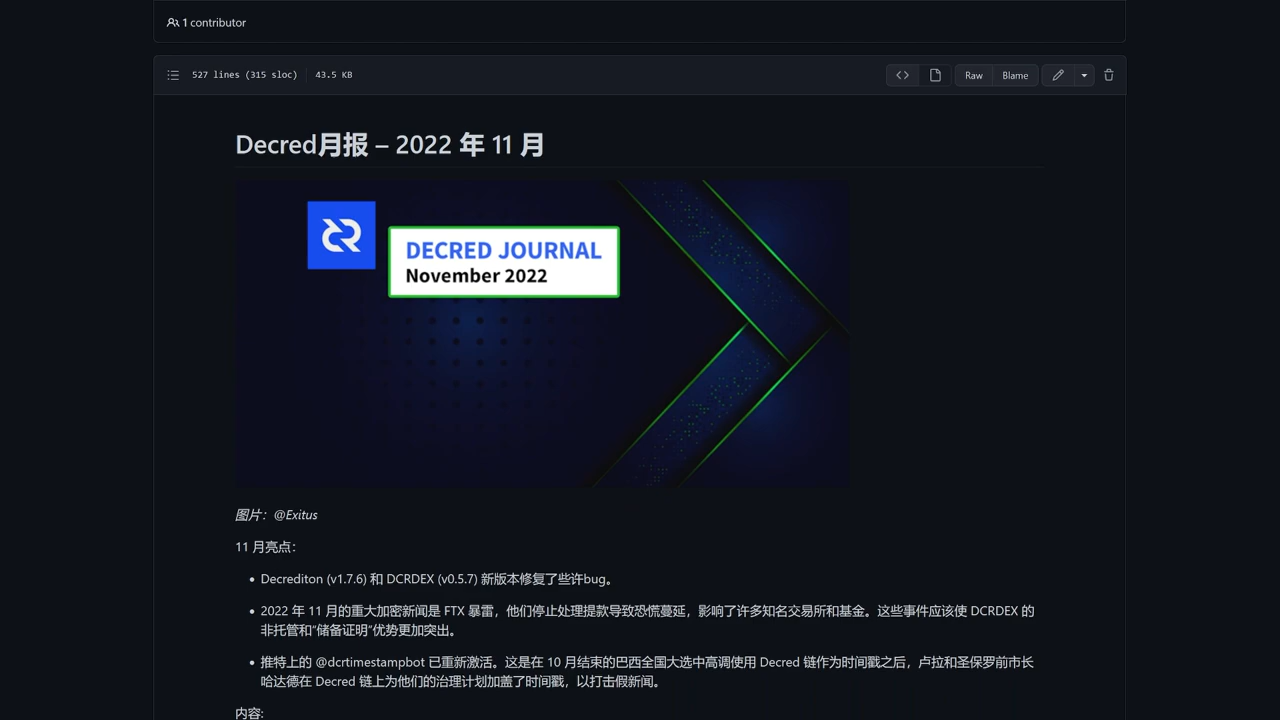 1 contributor
527 lines (315 sloc) 43.5 KB
Raw Blame
Decred月报 – 2022 年 11 月
DECRED JOURNAL
November 2022
图片：@Exitus
11 月亮点：
• Decrediton (v1.7.6) 和 DCRDEX (v0.5.7) 新版本修复了些许bug。
• 2022 年 11 月的重大加密新闻是 FTX 暴雷，他们停止处理提款导致恐慌蔓延，影响了许多知名交易所和基金。这些事件应该使 DCRDEX 的
非托管和“储备证明”优势更加突出。
• 推特上的 @dcrtimestampbot 已重新激活。这是在 10 月结束的巴西全国大选中高调使用 Decred 链作为时间戳之后，卢拉和圣保罗前市长
哈达德在 Decred 链上为他们的治理计划加盖了时间戳，以打击假新闻。
内容: